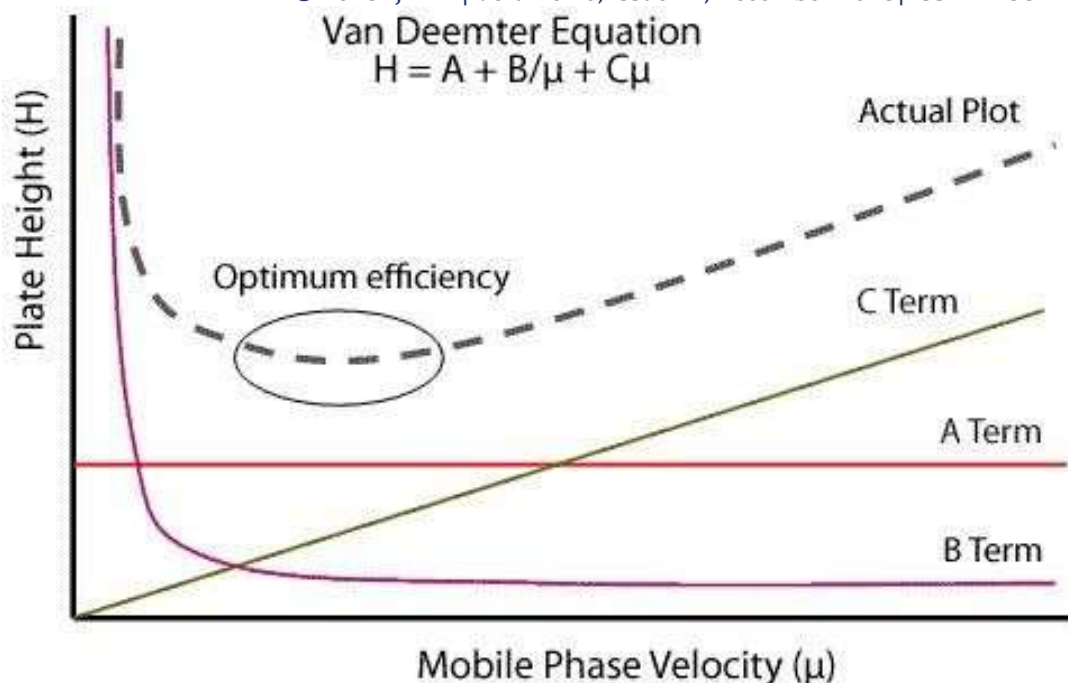 Van Deemter Equation
H = A + B/μ + Cμ
Actual Plot
Plate Height (H)
Optimum efficiency
C Term
A Term
B Term
Mobile Phase Velocity (μ)